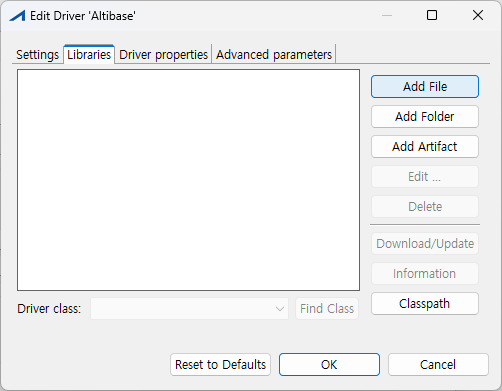 Edit Driver 'Altibase'
Settings Libraries Driver properties Advanced parameters
Add File
Add Folder
Add Artifact
Edit ...
Delete
Download/Update
Information
Classpath
Driver class: Find Class
Reset to Defaults OK Cancel